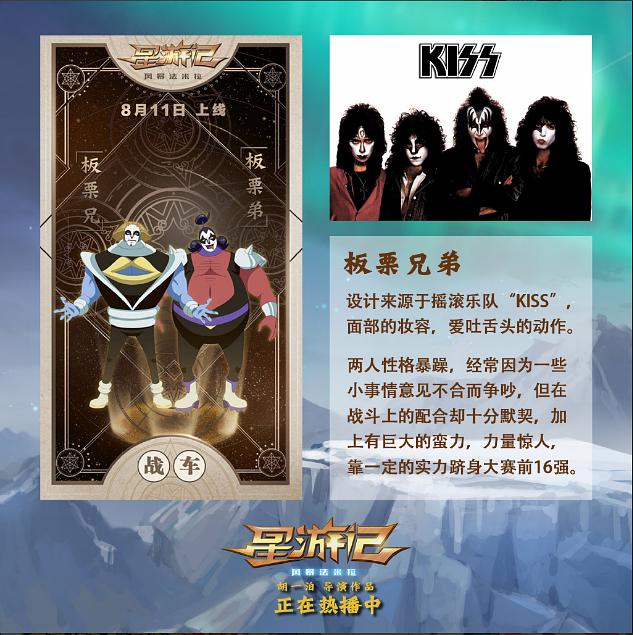 星游记
风暴法米拉
8月11日 上线
板栗兄
板栗弟
战车
KISS
板栗兄弟
设计来源于摇滚乐队“KISS”，
面部的妆容，爱吐舌头的动作。
两人性格暴躁，经常因为一些
小事情意见不合而争吵，但在
战斗上的配合却十分默契，加
上有巨大的蛮力，力量惊人，
靠一定的实力跻身大赛前16强。
星游记
风暴法米拉
胡一泊 导演作品
正在热播中